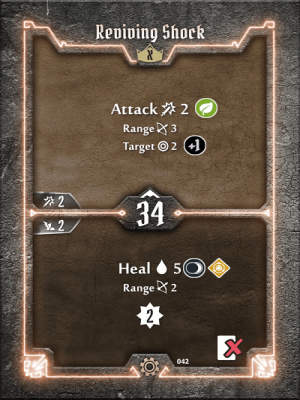 Reviving Shock
X
Attack 2
Range 3
Target 2 +1
2
34
2
Heal 5
Range 2
2
042